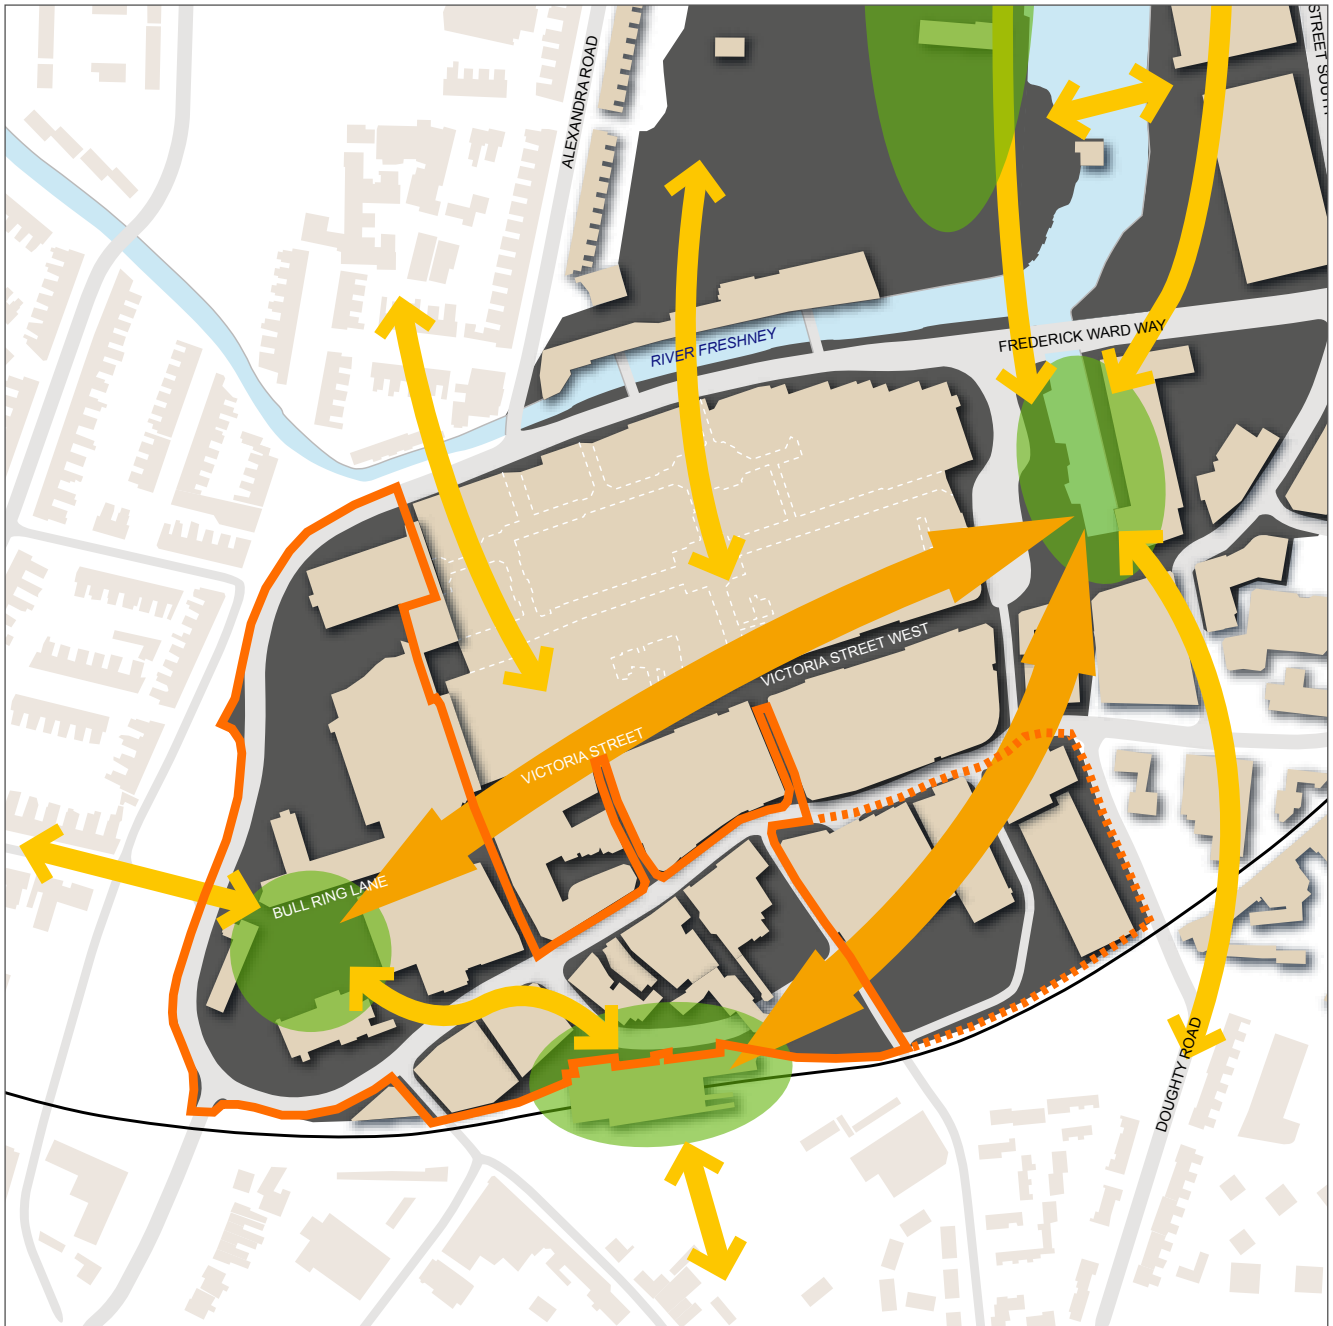 ALEXANDRA ROAD
STREET SOUTH
RIVER FRESHNEY
FREDERICK WARD WAY
VICTORIA STREET WEST
VICTORIA STREET
BULL RING LANE
DOUGHTY ROAD